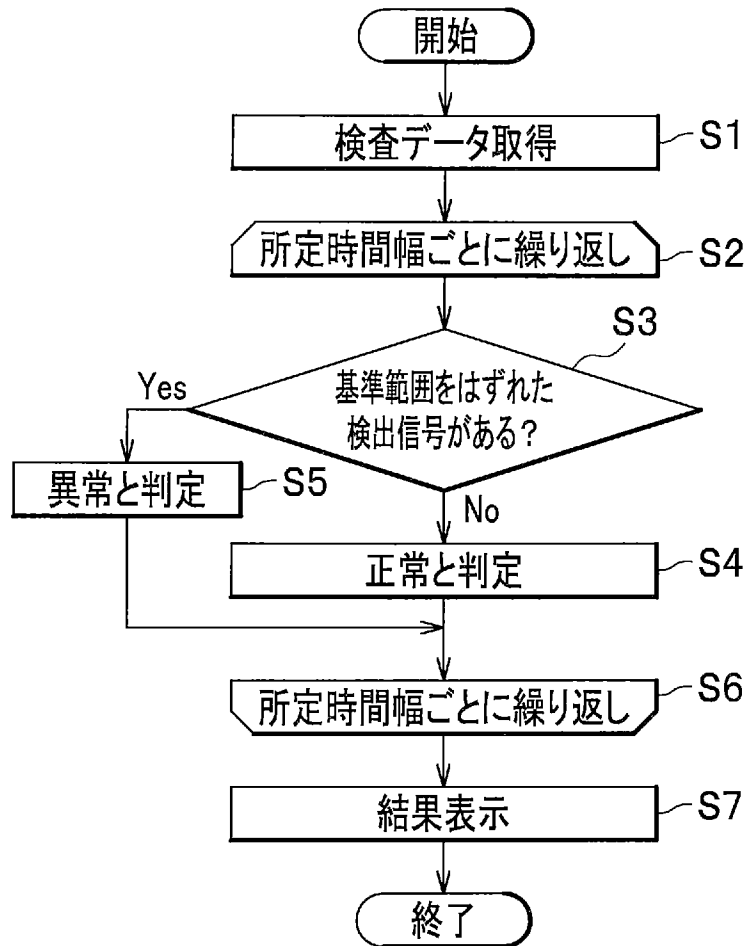 開始
検査データ取得
S1
所定時間幅ごとに繰り返し
S2
S3
基準範囲をはずれた
検出信号がある?
Yes
異常と判定
S5
No
正常と判定
S4
所定時間幅ごとに繰り返し
S6
結果表示
S7
終了